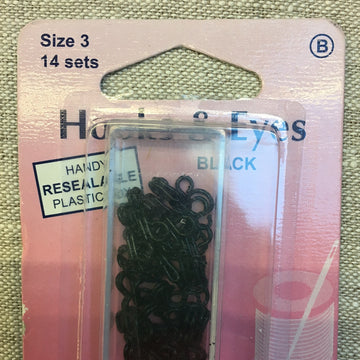 Size 3
14 sets
B
Hooks & Eyes
BLACK
HANDY
RESEALABLE
PLASTIC